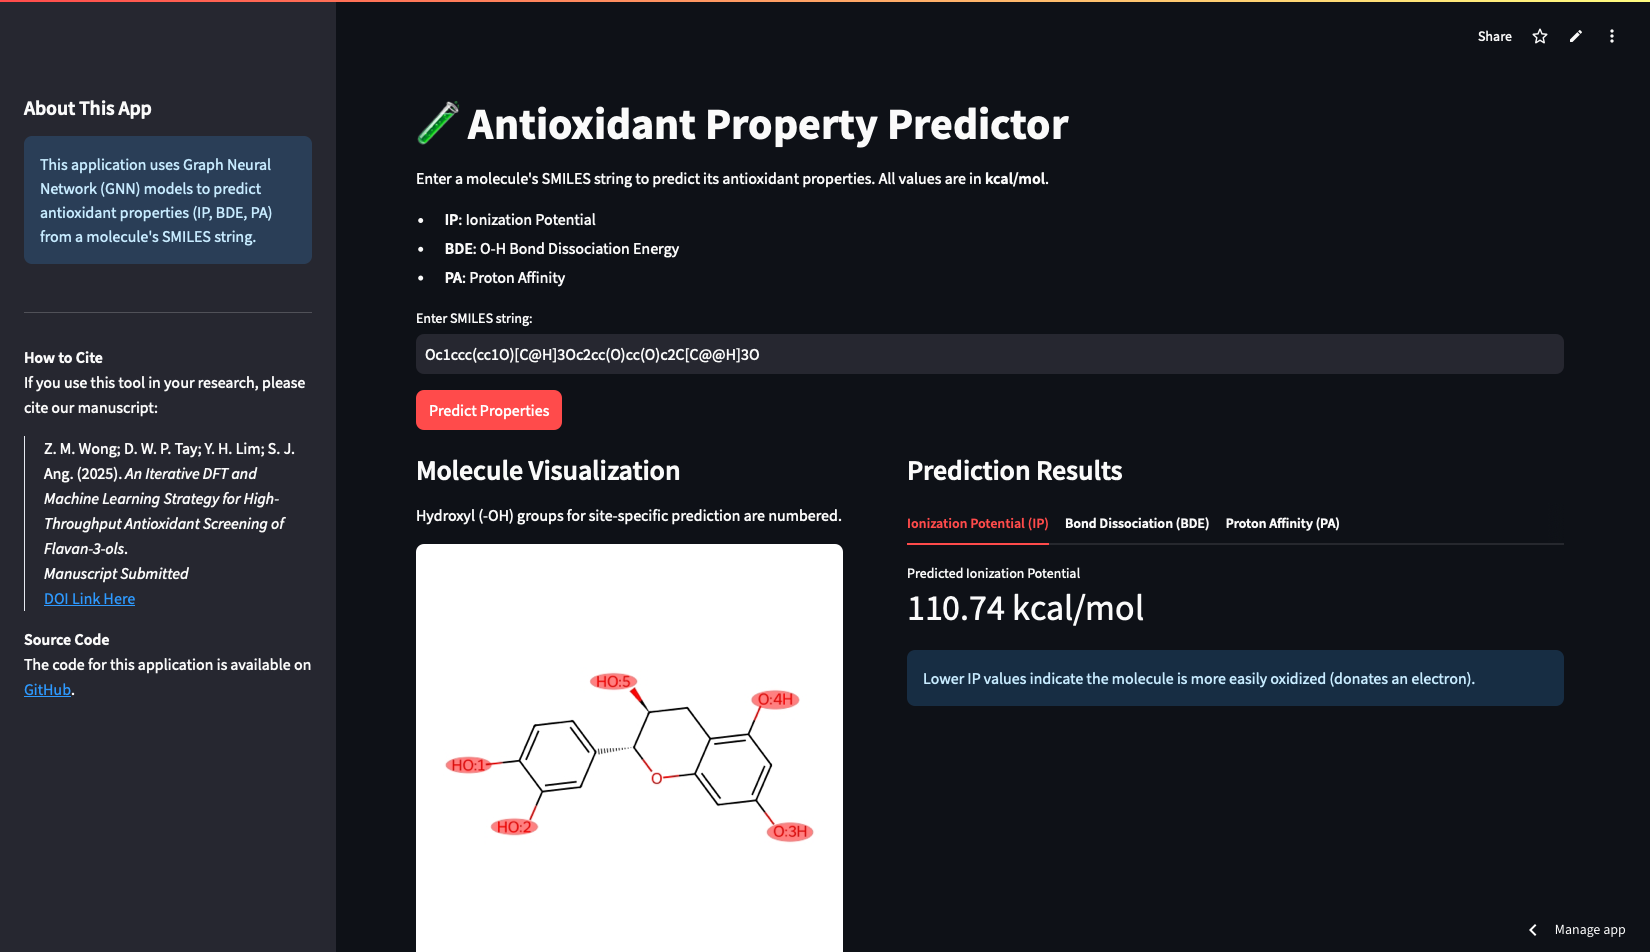 Share
About This App
This application uses Graph Neural
Network (GNN) models to predict
antioxidant properties (IP, BDE, PA)
from a molecule's SMILES string.
How to Cite
If you use this tool in your research, please
cite our manuscript:
Z. M. Wong; D. W. P. Tay; Y. H. Lim; S. J.
Ang. (2025). An Iterative DFT and
Machine Learning Strategy for High-
Throughput Antioxidant Screening of
Flavan-3-ols.
Manuscript Submitted
DOI Link Here
Source Code
The code for this application is available on
GitHub.
Antioxidant Property Predictor
Enter a molecule's SMILES string to predict its antioxidant properties. All values are in kcal/mol.
• IP: Ionization Potential
• BDE: O-H Bond Dissociation Energy
• PA: Proton Affinity
Enter SMILES string:
Oc1ccc(cc1O)[C@H]3Oc2cc(O)cc(O)c2C[C@@H]3O
Predict Properties
Molecule Visualization
Hydroxyl (-OH) groups for site-specific prediction are numbered.
HO:5
O:4H
HO:1
O
HO:2
O:3H
Prediction Results
Ionization Potential (IP) Bond Dissociation (BDE) Proton Affinity (PA)
Predicted Ionization Potential
110.74 kcal/mol
Lower IP values indicate the molecule is more easily oxidized (donates an electron).
Manage app